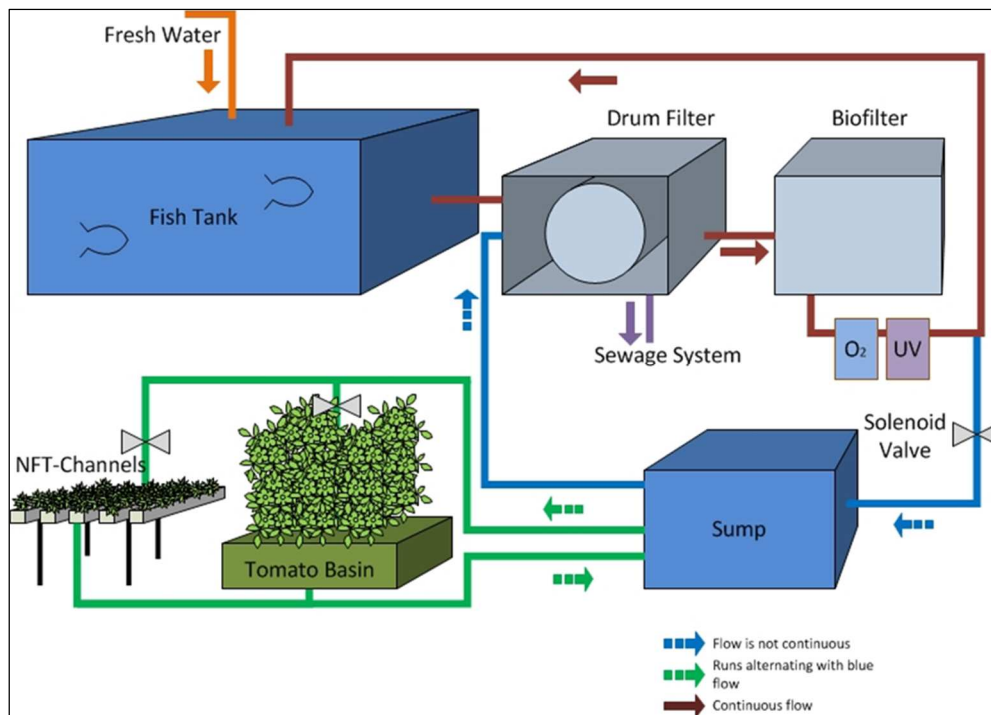 Fresh Water
Drum Filter
Biofilter
Fish Tank
Sewage System
O₂
UV
Solenoid
Valve
NFT-Channels
Sump
Tomato Basin
Flow is not continuous
Runs alternating with blue
flow
Continuous flow